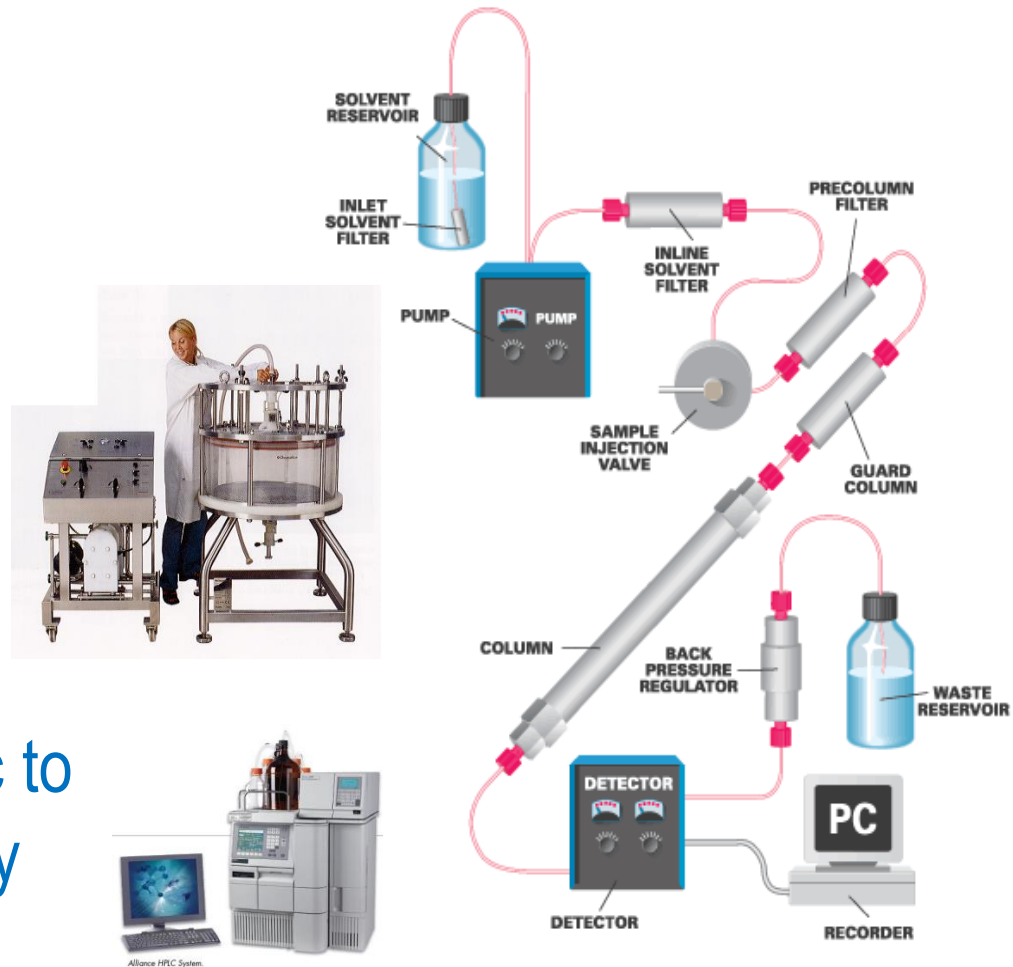 SOLVENT
RESERVOIR
INLET
SOLVENT
FILTER
PUMP
PUMP
INLINE
SOLVENT
FILTER
PRECOLUMN
FILTER
SAMPLE
INJECTION
VALVE
GUARD
COLUMN
COLUMN
BACK
PRESSURE
REGULATOR
WASTE
RESERVOIR
DETECTOR
DETECTOR
PC
RECORDER
c to
y
Alliance HPLC System.